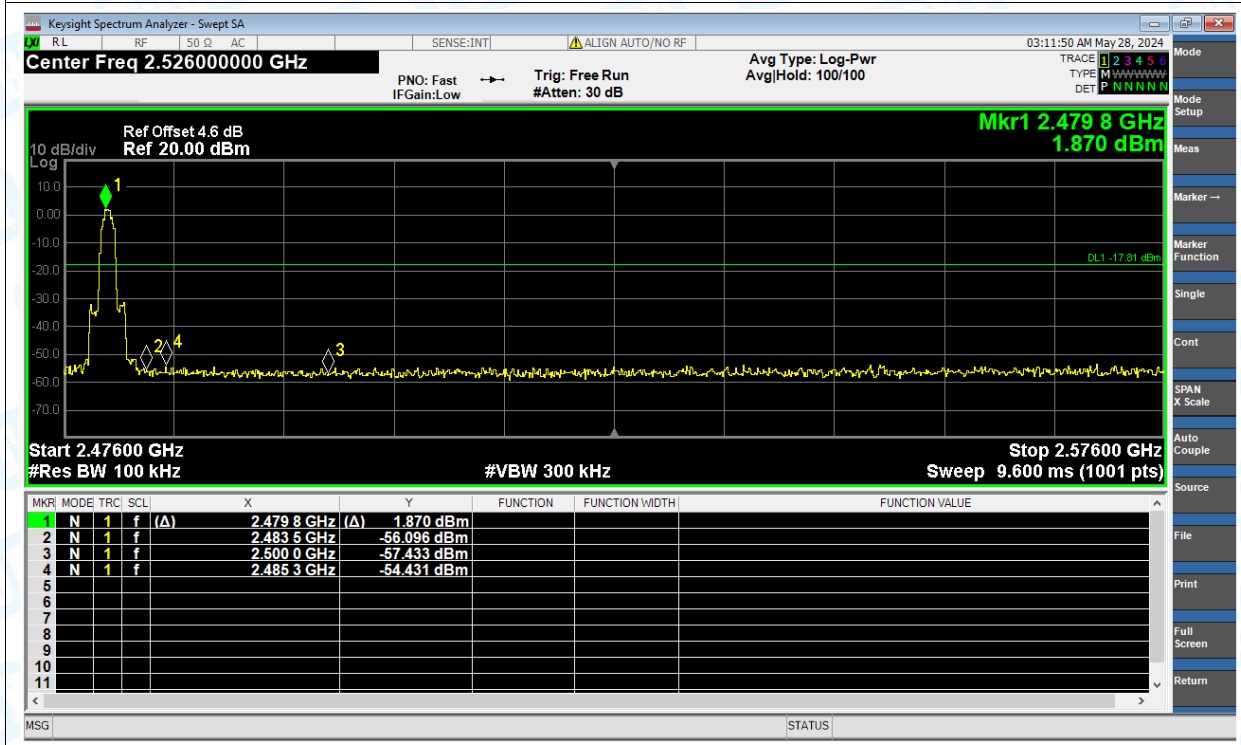 Keysight Spectrum Analyzer - Swept SA
LXI RL RF 50 Ω AC SENSE:INT ALIGN AUTO/NO RF 03:11:50 AM May 28, 2024
Center Freq 2.526000000 GHz
PNO: Fast
IFGain:Low
Trig: Free Run
#Atten: 30 dB
Avg Type: Log-Pwr
Avg|Hold: 100/100
TRACE 1 2 3 4 5 6
TYPE M W W W W W
DET P N N N N N
Mkr1 2.479 8 GHz
1.870 dBm
Ref Offset 4.6 dB
10 dB/div Ref 20.00 dBm
Log
10.0
0.00
-10.0
-20.0
-30.0
-40.0
-50.0
-60.0
-70.0
1
2
4
3
DL1 -17.81 dBm
Start 2.47600 GHz Stop 2.57600 GHz
#Res BW 100 kHz #VBW 300 kHz Sweep 9.600 ms (1001 pts)
MKR MODE TRC SCL X Y FUNCTION FUNCTION WIDTH FUNCTION VALUE
1 N 1 f (Δ) 2.479 8 GHz (Δ) 1.870 dBm
2 N 1 f 2.483 5 GHz -56.096 dBm
3 N 1 f 2.500 0 GHz -57.433 dBm
4 N 1 f 2.485 3 GHz -54.431 dBm
5
6
7
8
9
10
11
MSG STATUS
Mode
Mode
Setup
Meas
Marker →
Marker
Function
Single
Cont
SPAN
X Scale
Auto
Couple
Source
File
Print
Full
Screen
Return